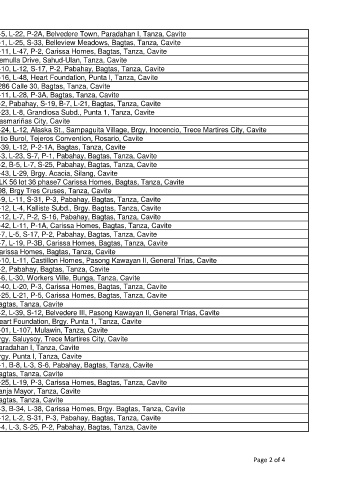 -5, L-22, P-2A, Belvedere Town, Paradahan I, Tanza, Cavite
-1, L-25, S-33, Belleview Meadows, Bagtas, Tanza, Cavite
-11, L-47, P-2, Carissa Homes, Bagtas, Tanza, Cavite
emulla Drive, Sahud-Ulan, Tanza, Cavite
-10, L-12, S-17, P-2, Pabahay, Bagtas, Tanza, Cavite
-16, L-48, Heart Foundation, Punta I, Tanza, Cavite
286 Calle 30, Bagtas, Tanza, Cavite
-11, L-28, P-3A, Bagtas, Tanza, Cavite
-2, Pabahay, S-19, B-7, L-21, Bagtas, Tanza, Cavite
-23, L-8, Grandiosa Subd., Punta 1, Tanza, Cavite
asmariñas City, Cavite
-24, L-12, Alaska St., Sampaguita Village, Brgy, Inocencio, Trece Martires City, Cavite
itio Burol, Tejeros Convention, Rosario, Cavite
-39, L-12, P-2-1A, Bagtas, Tanza, Cavite
-3, L-23, S-7, P-1, Pabahay, Bagtas, Tanza, Cavite
-2, B-5, L-7, S-25, Pabahay, Bagtas, Tanza, Cavite
-43, L-29, Brgy. Acacia, Silang, Cavite
LK 56 lot 36 phase7 Carissa Homes, Bagtas, Tanza, Cavite
98, Brgy Tres Cruses, Tanza, Cavite
-9, L-11, S-31, P-3, Pabahay, Bagtas, Tanza, Cavite
-12, L-4, Kalliste Subd., Brgy. Bagtas, Tanza, Cavite
-12, L-7, P-2, S-16, Pabahay, Bagtas, Tanza, Cavite
-42, L-11, P-1A, Carissa Homes, Bagtas, Tanza, Cavite
-7, L-5, S-17, P-2, Pabahay, Bagtas, Tanza, Cavite
-7, L-19, P-3B, Carissa Homes, Bagtas, Tanza, Cavite
arissa Homes, Bagtas, Tanza, Cavite
-10, L-11, Castillon Homes, Pasong Kawayan II, General Trias, Cavite
-2, Pabahay, Bagtas, Tanza, Cavite
-6, L-30, Workers Ville, Bunga, Tanza, Cavite
-40, L-20, P-3, Carissa Homes, Bagtas, Tanza, Cavite
-25, L-21, P-5, Carissa Homes, Bagtas, Tanza, Cavite
agtas, Tanza, Cavite
-2, L-39, S-12, Belvedere III, Pasong Kawayan II, General Trias, Cavite
eart Foundation, Brgy. Punta 1, Tanza, Cavite
-01, L-107, Mulawin, Tanza, Cavite
rgy. Saluysoy, Trece Martires City, Cavite
aradahan I, Tanza, Cavite
rgy. Punta I, Tanza, Cavite
-1, B-8, L-3, S-6, Pabahay, Bagtas, Tanza, Cavite
agtas, Tanza, Cavite
-25, L-19, P-3, Carissa Homes, Bagtas, Tanza, Cavite
anja Mayor, Tanza, Cavite
agtas, Tanza, Cavite
-3, B-34, L-38, Carissa Homes, Brgy. Bagtas, Tanza, Cavite
-12, L-2, S-31, P-3, Pabahay, Bagtas, Tanza, Cavite
-4, L-3, S-25, P-2, Pabahay, Bagtas, Tanza, Cavite
Page 2 of 4